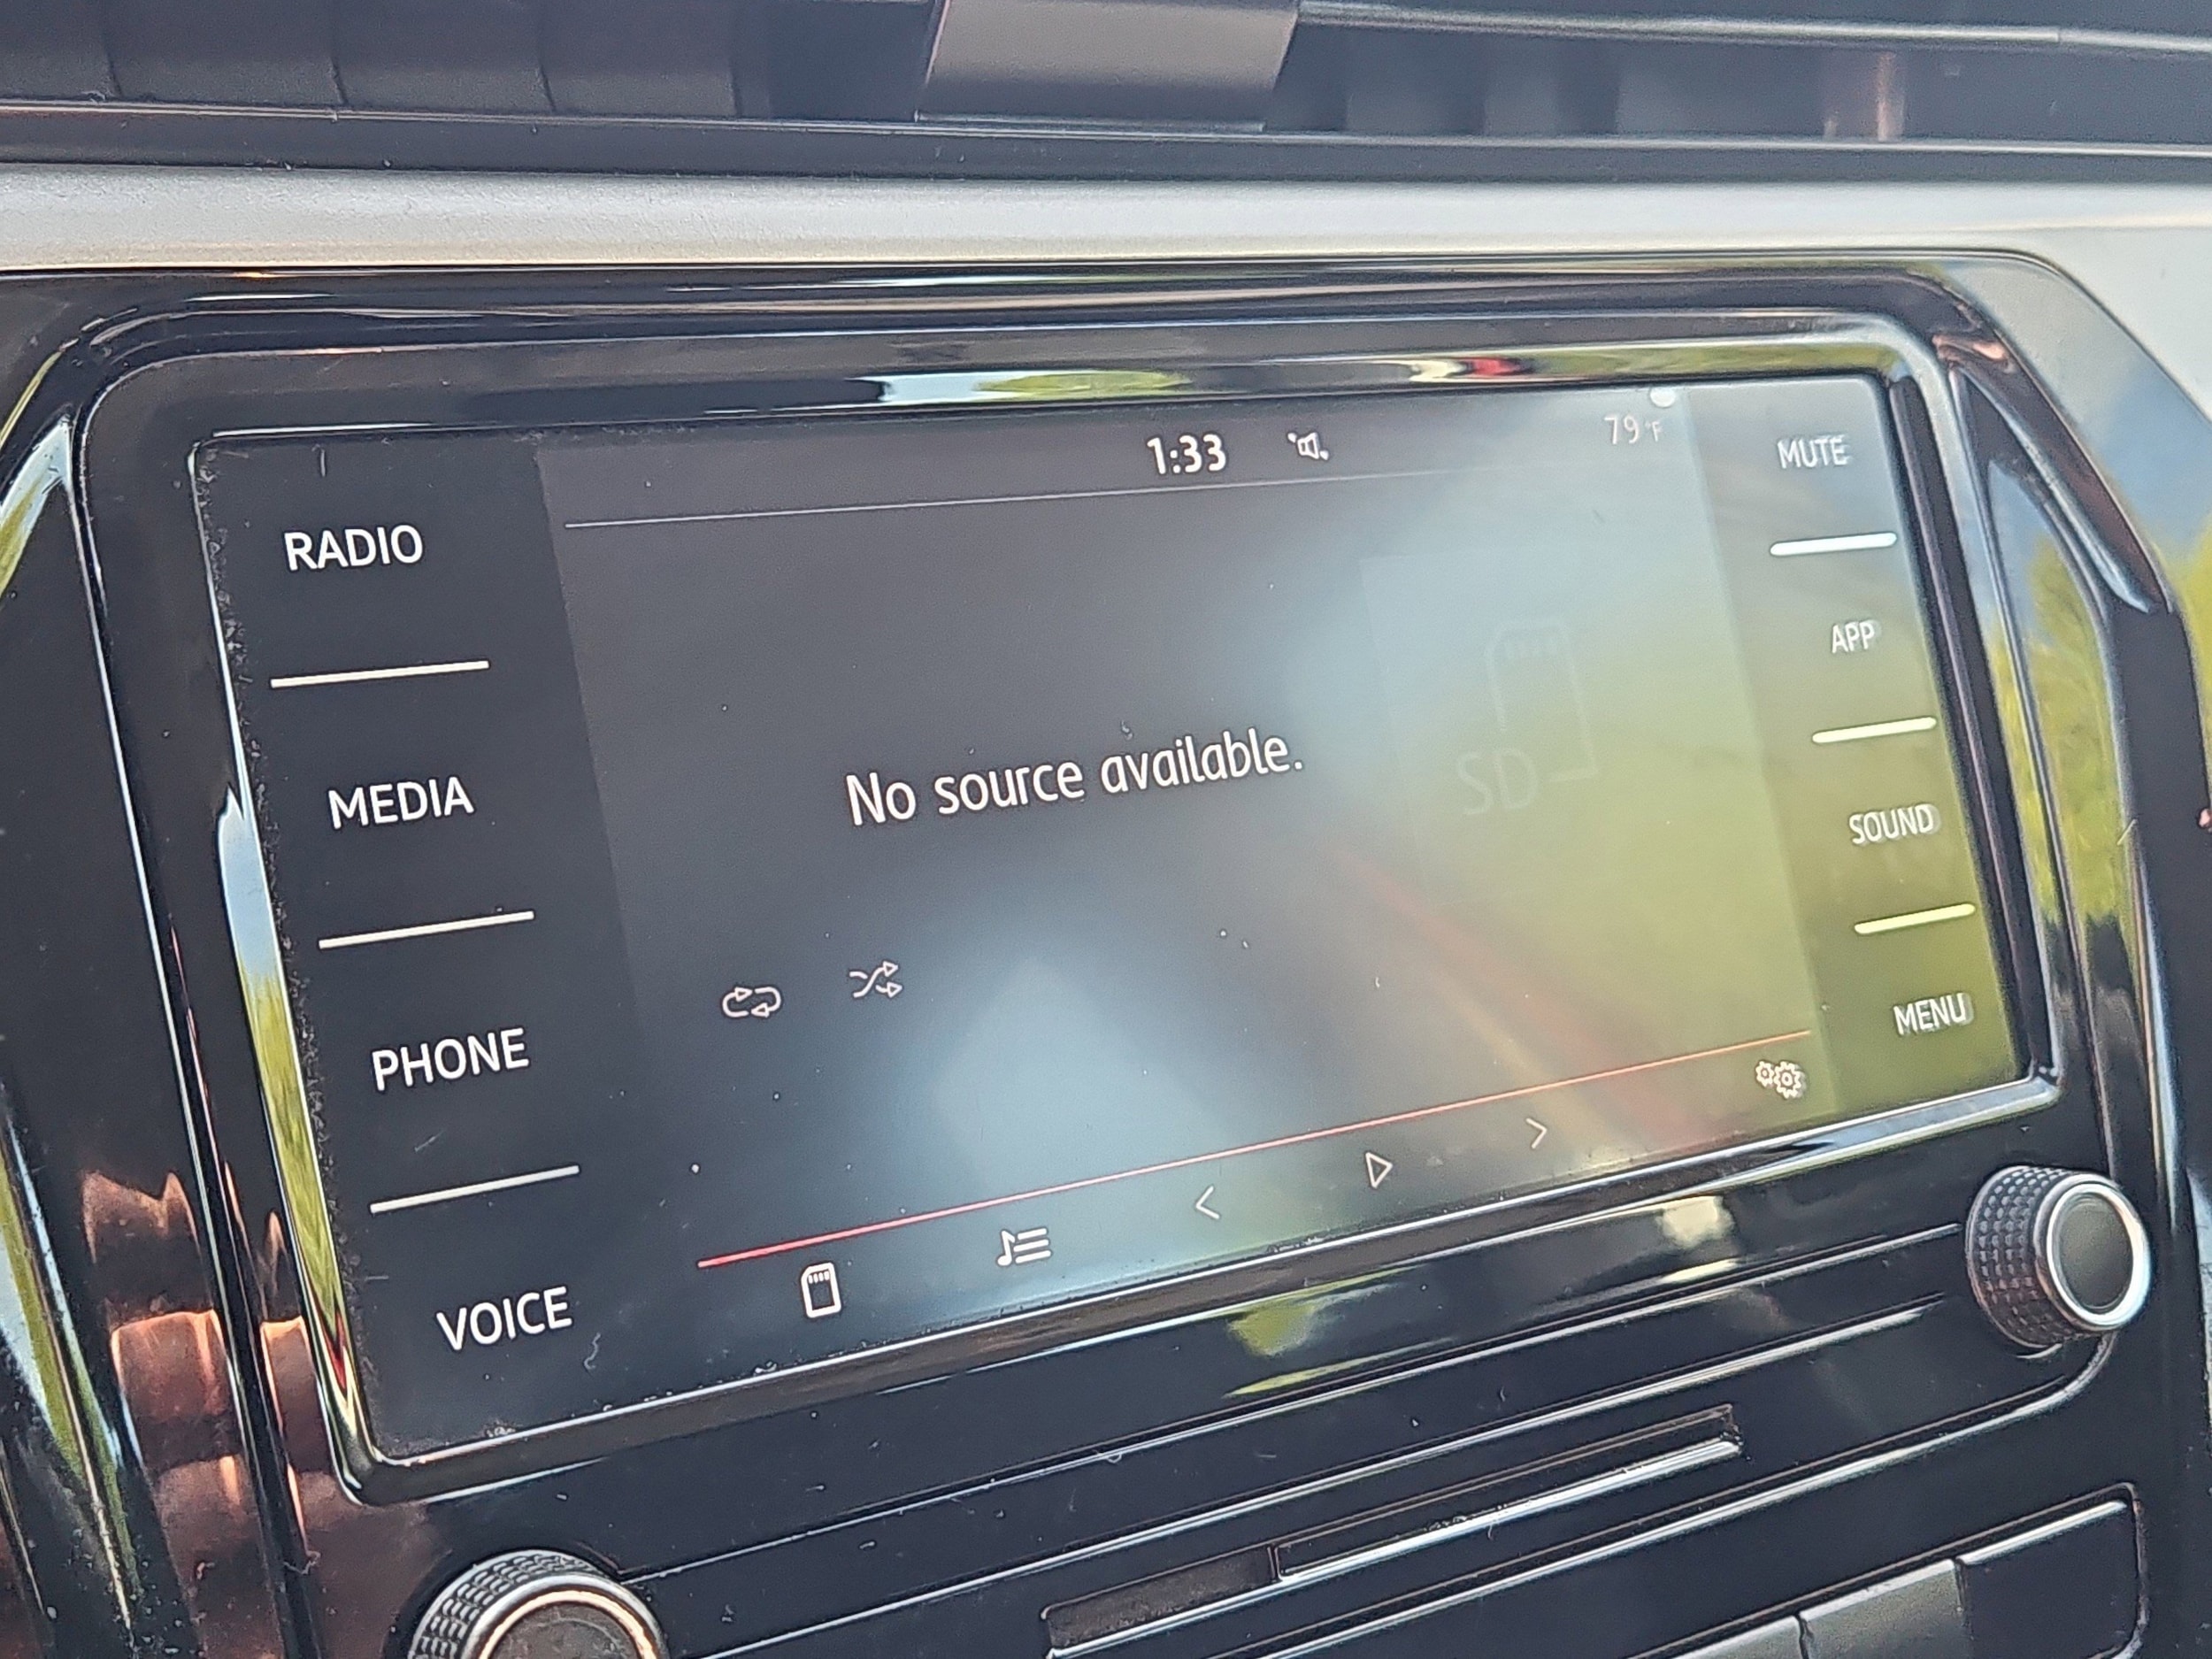 1:33
79°F
MUTE
RADIO
APP
MEDIA
No source available.
SD
SOUND
PHONE
MENU
VOICE